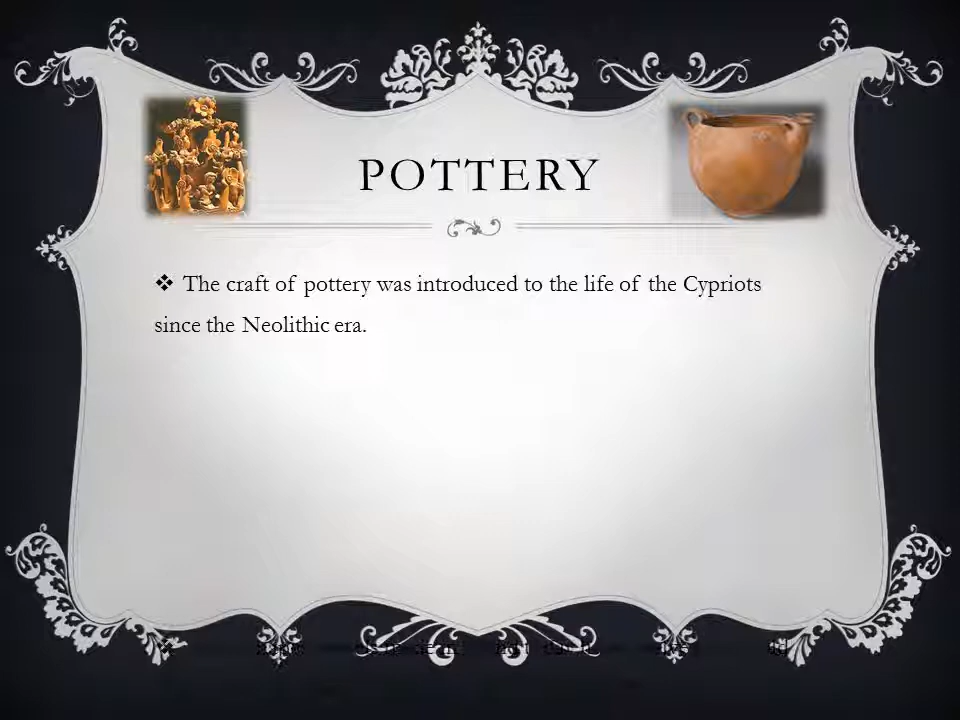 POTTERY
❖ The craft of pottery was introduced to the life of the Cypriots
since the Neolithic era.